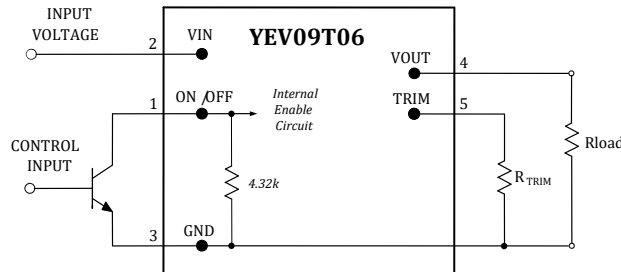 INPUT
VOLTAGE
2
VIN
YEV09T06
VOUT
4
1
ON /OFF
Internal
Enable
Circuit
TRIM
5
CONTROL
INPUT
4.32k
R TRIM
Rload
3
GND